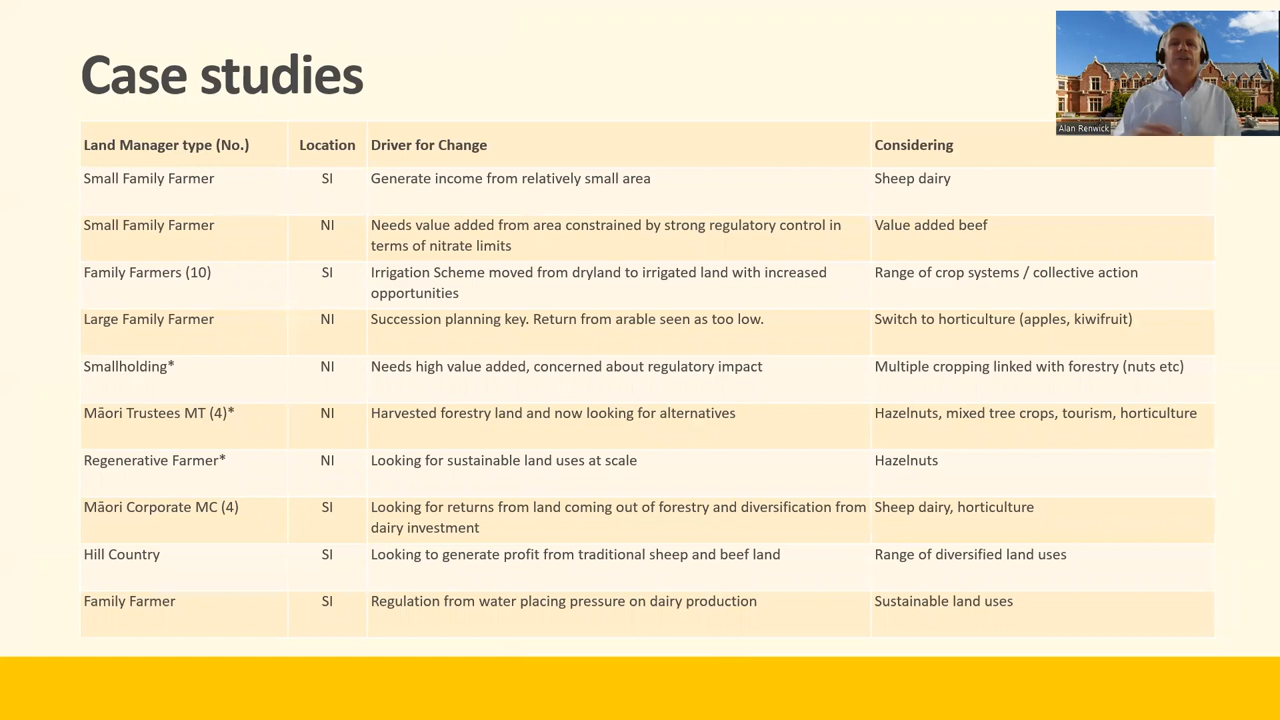 Case studies
Alan Renwick
Land Manager type (No.) Location Driver for Change Considering
Small Family Farmer SI Generate income from relatively small area Sheep dairy
Small Family Farmer NI Needs value added from area constrained by strong regulatory control in Value added beef
terms of nitrate limits
Family Farmers (10) SI Irrigation Scheme moved from dryland to irrigated land with increased Range of crop systems / collective action
opportunities
Large Family Farmer NI Succession planning key. Return from arable seen as too low. Switch to horticulture (apples, kiwifruit)
Smallholding* NI Needs high value added, concerned about regulatory impact Multiple cropping linked with forestry (nuts etc)
Māori Trustees MT (4)* NI Harvested forestry land and now looking for alternatives Hazelnuts, mixed tree crops, tourism, horticulture
Regenerative Farmer* NI Looking for sustainable land uses at scale Hazelnuts
Māori Corporate MC (4) SI Looking for returns from land coming out of forestry and diversification from Sheep dairy, horticulture
dairy investment
Hill Country SI Looking to generate profit from traditional sheep and beef land Range of diversified land uses
Family Farmer SI Regulation from water placing pressure on dairy production Sustainable land uses